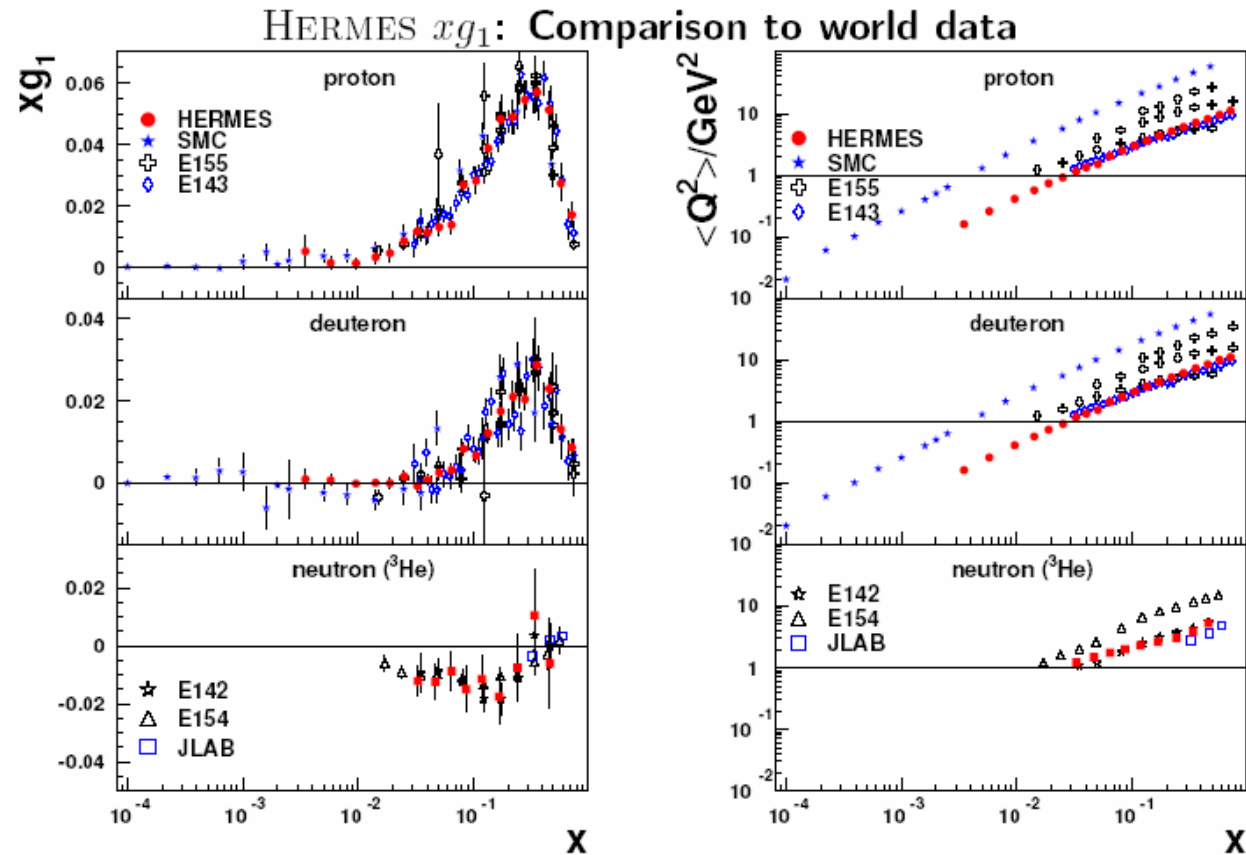 HERMES xg₁: Comparison to world data
xg₁
proton
HERMES
SMC
E155
E143
0.06
0.04
0.02
0
deuteron
0.04
0.02
0
neutron (³He)
0.02
0
-0.02
-0.04
E142
E154
JLAB
10⁻⁴
10⁻³
10⁻²
10⁻¹
x
<Q²>/GeV²
proton
HERMES
SMC
E155
E143
10
1
10⁻¹
10⁻²
10
deuteron
10
1
10⁻¹
10⁻²
10
neutron (³He)
E142
E154
JLAB
10
1
10⁻¹
10⁻²
10
10⁻⁴
10⁻³
10⁻²
10⁻¹
x